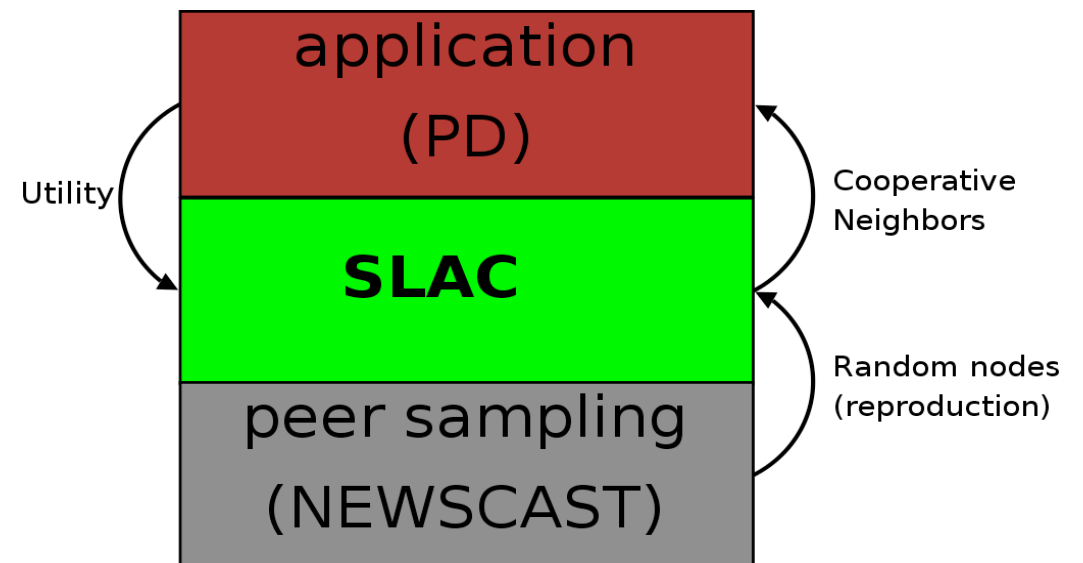 application
(PD)
Utility
Cooperative
Neighbors
SLAC
Random nodes
(reproduction)
peer sampling
(NEWSCAST)